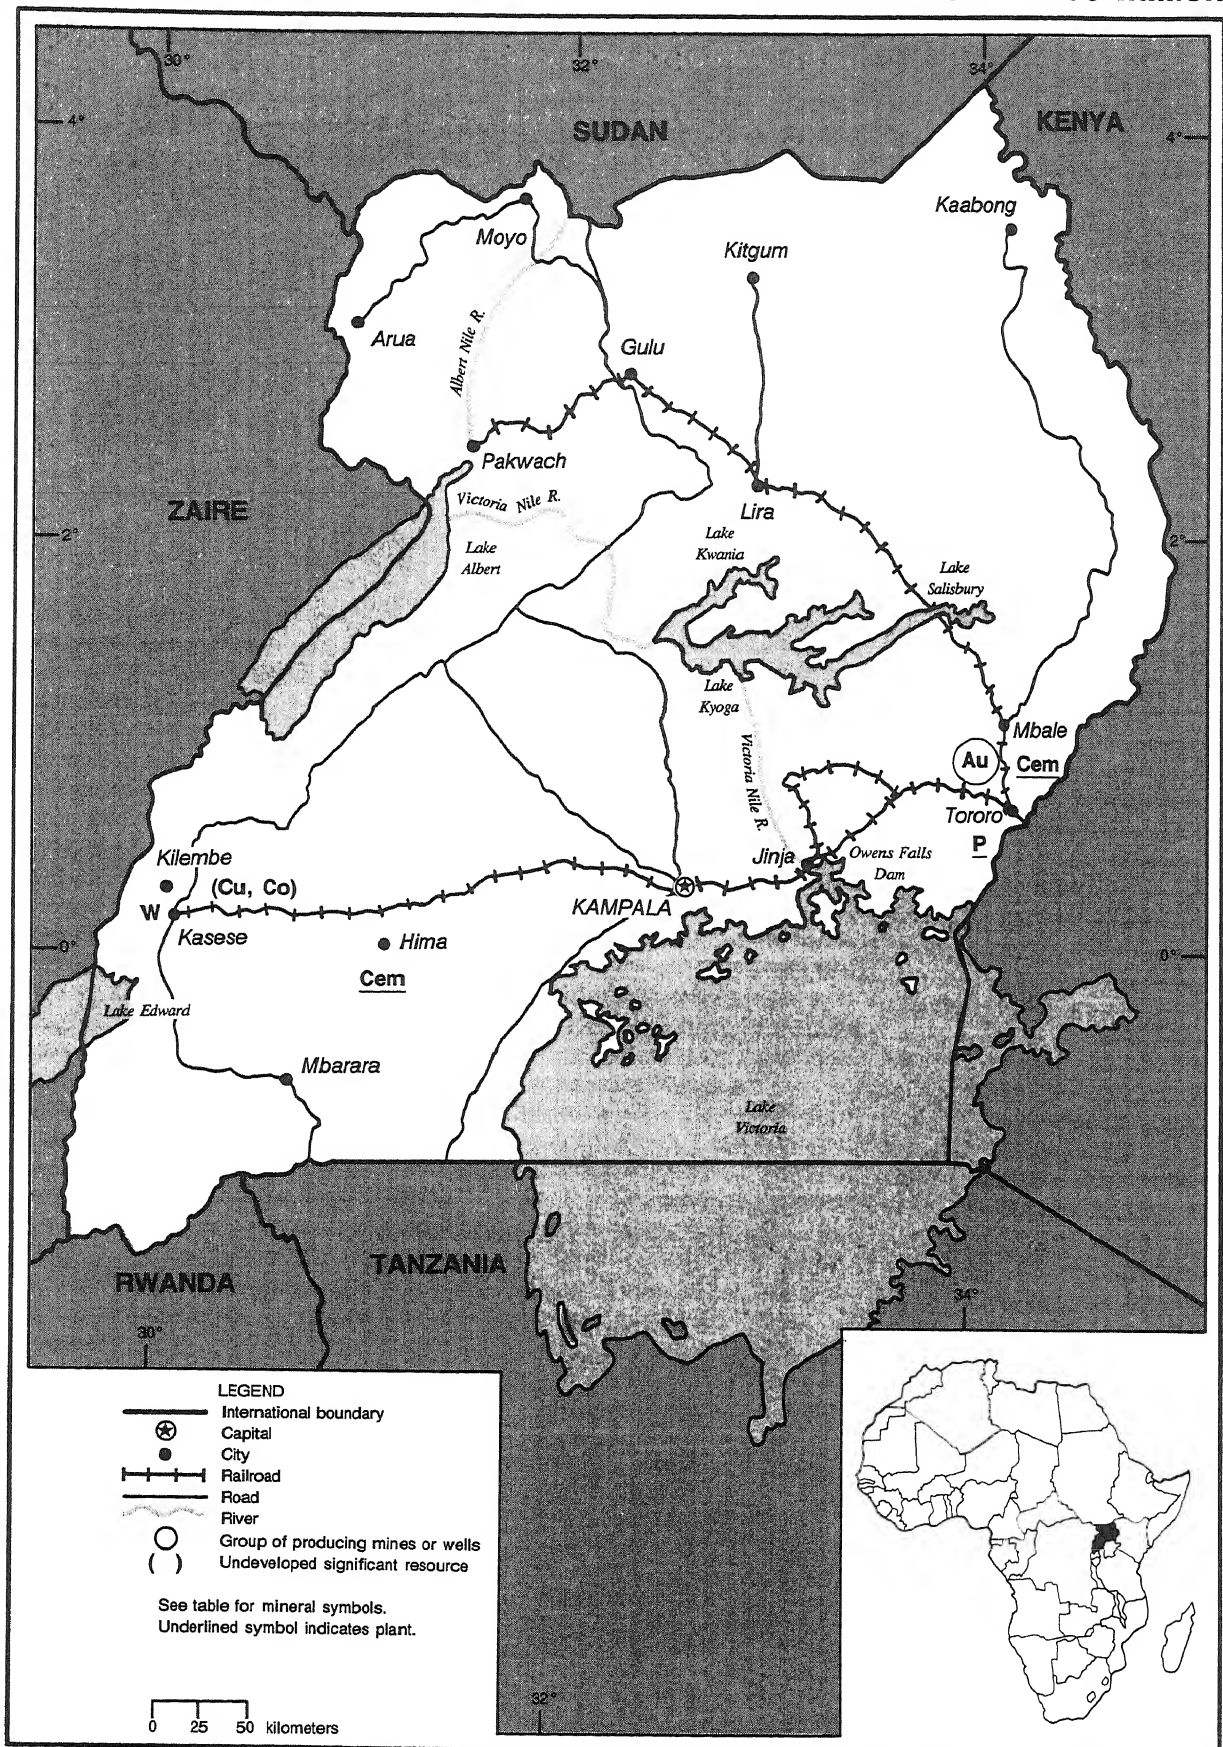 30°
32°
34°
4°
SUDAN
KENYA
4°
Kaabong
Moyo
Kitgum
Arua
Albert Nile R.
Gulu
Pakwach
ZAIRE
Victoria Nile R.
Lira
2°
Lake
Albert
Lake
Kwania
2°
Lake
Salisbury
Lake
Kyoga
Mbale
Victoria Nile R.
Au
Cem
Tororo
P
Kilembe
(Cu, Co)
Jinja
Owens Falls
Dam
W
KAMPALA
Kasese
Hima
0°
0°
Cem
Lake Edward
Mbarara
Lake
Victoria
TANZANIA
RWANDA
34°
30°
LEGEND
International boundary
Capital
City
Railroad
Road
River
Group of producing mines or wells
( ) Undeveloped significant resource
See table for mineral symbols.
Underlined symbol indicates plant.
32°
0 25 50 kilometers